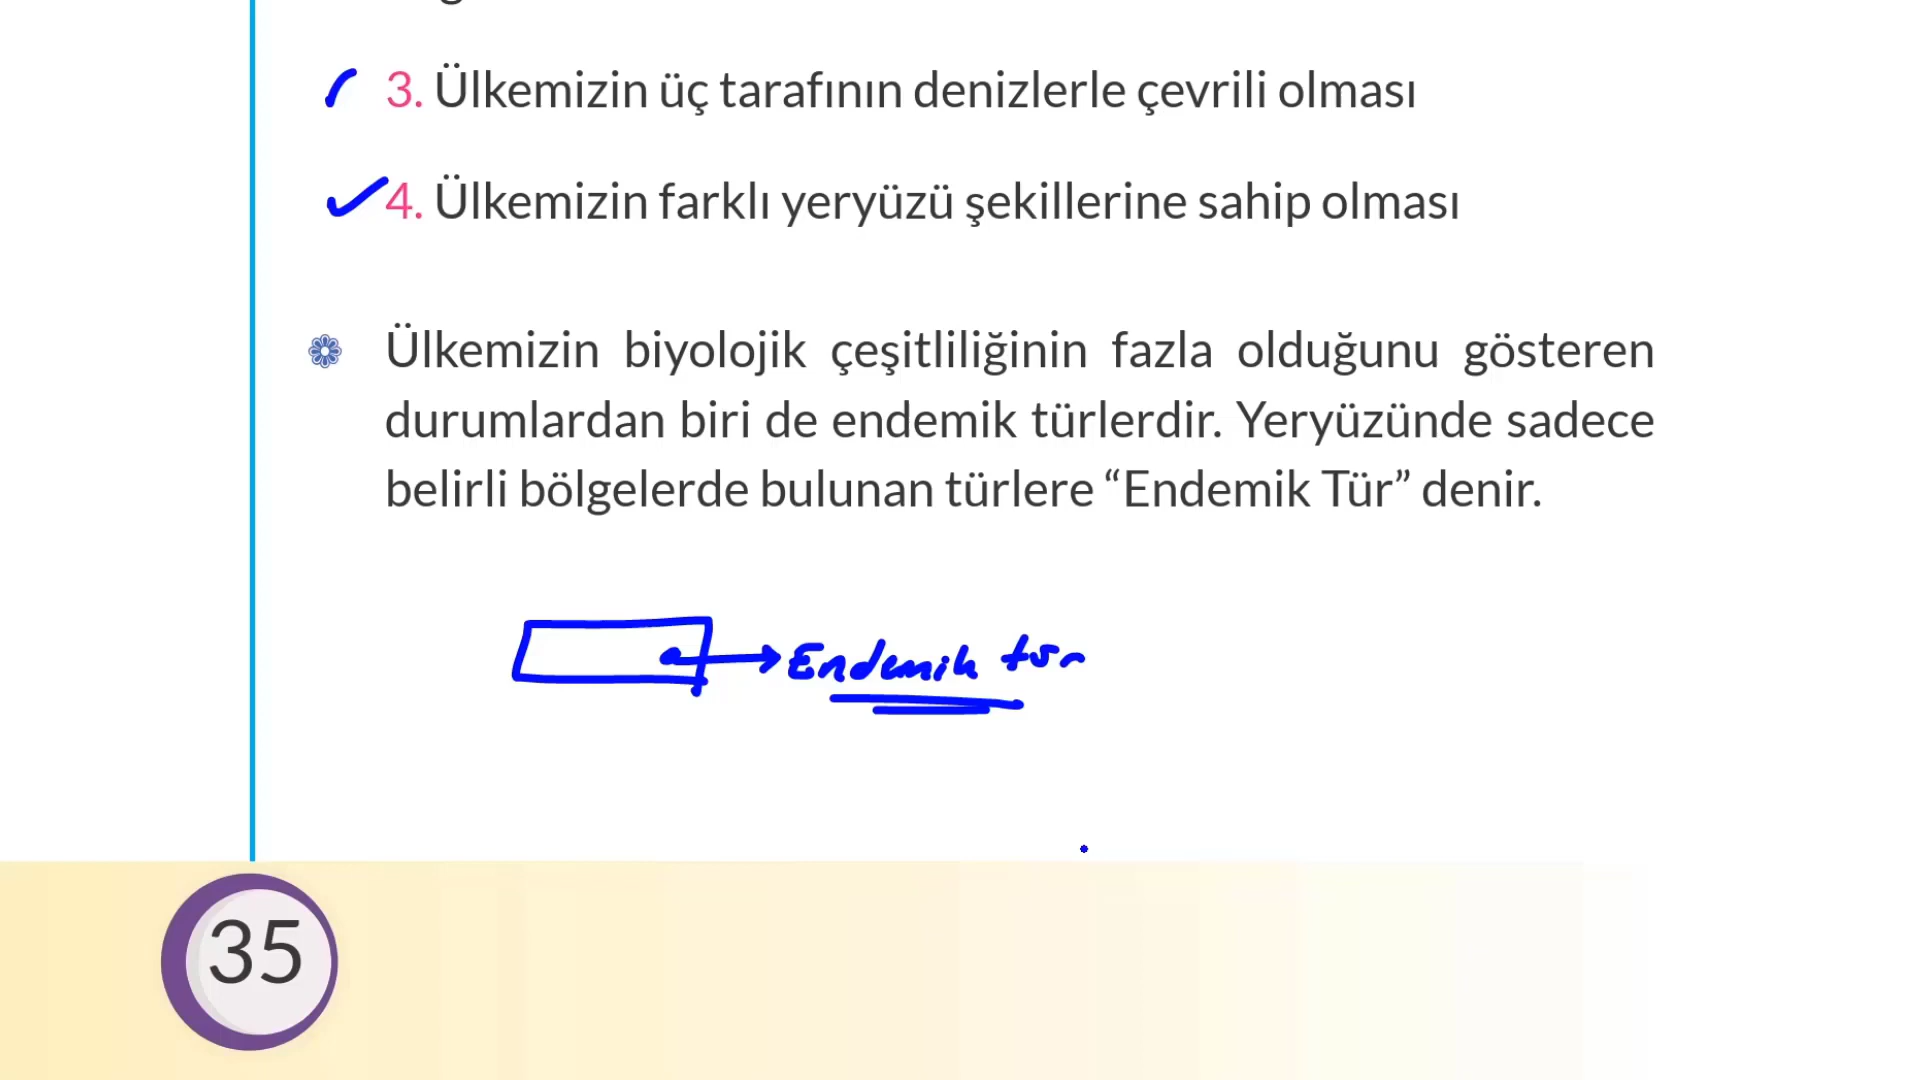 3. Ülkemizin üç tarafının denizlerle çevrili olması
4. Ülkemizin farklı yeryüzü şekillerine sahip olması
Ülkemizin biyolojik çeşitliliğinin fazla olduğunu gösteren
durumlardan biri de endemik türlerdir. Yeryüzünde sadece
belirli bölgelerde bulunan türlere “Endemik Tür” denir.
Endemik tür
35